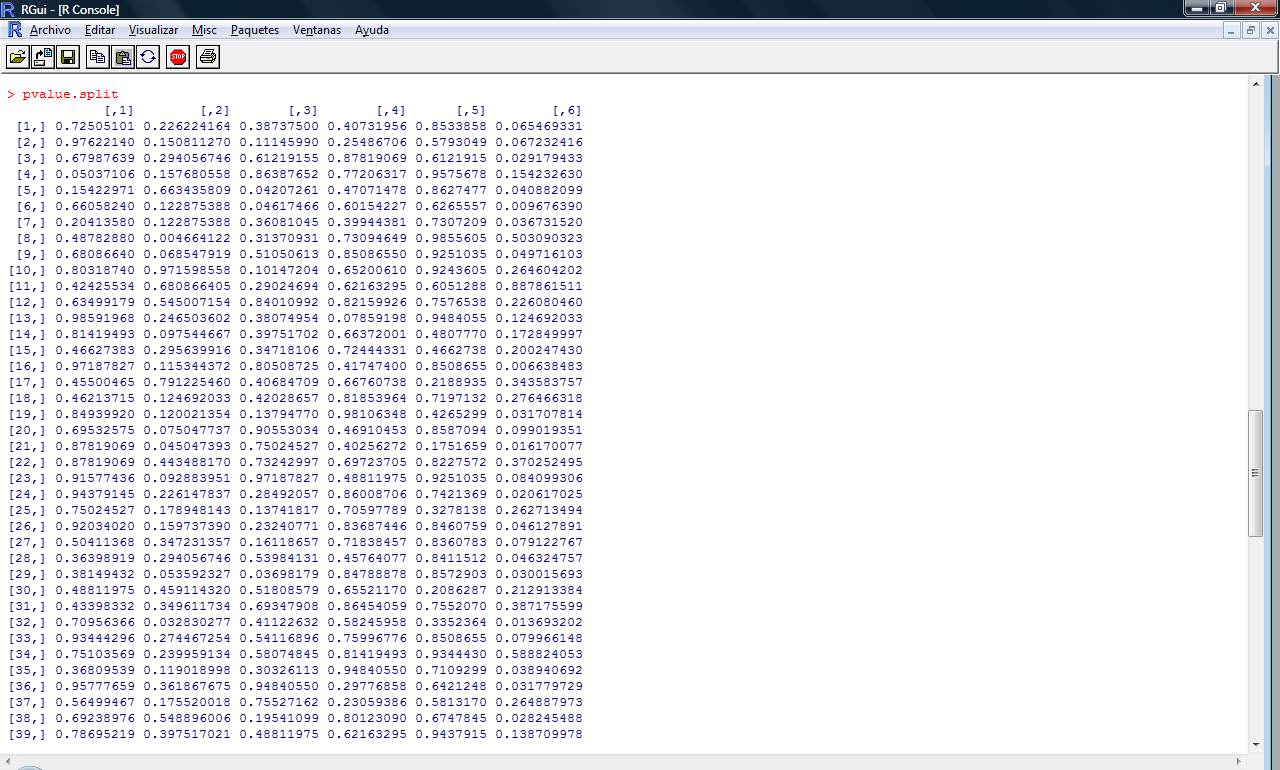 RGui - [R Console]
Archivo Editar Visualizar Misc Paquetes Ventanas Ayuda
STOP
> pvalue.split
[,1] [,2] [,3] [,4] [,5] [,6]
[1,] 0.72505101 0.226224164 0.38737500 0.40731956 0.8533858 0.065469331
[2,] 0.97622140 0.150811270 0.11145990 0.25486706 0.5793049 0.067232416
[3,] 0.67987639 0.294056746 0.61219155 0.87819069 0.6121915 0.029179433
[4,] 0.05037106 0.157680558 0.86387652 0.77206317 0.9575678 0.154232630
[5,] 0.15422971 0.663435809 0.04207261 0.47071478 0.8627477 0.040882099
[6,] 0.66058240 0.122875388 0.04617466 0.60154227 0.6265557 0.009676390
[7,] 0.20413580 0.122875388 0.36081045 0.39944381 0.7307209 0.036731520
[8,] 0.48782880 0.004664122 0.31370931 0.73094649 0.9855605 0.503090323
[9,] 0.68086640 0.068547919 0.51050613 0.85086550 0.9251035 0.049716103
[10,] 0.80318740 0.971598558 0.10147204 0.65200610 0.9243605 0.264604202
[11,] 0.42425534 0.680866405 0.29024694 0.62163295 0.6051288 0.887861511
[12,] 0.63499179 0.545007154 0.84010992 0.82159926 0.7576538 0.226080460
[13,] 0.98591968 0.246503602 0.38074954 0.07859198 0.9484055 0.124692033
[14,] 0.81419493 0.097544667 0.39751702 0.66372001 0.4807770 0.172849997
[15,] 0.46627383 0.295639916 0.34718106 0.72444331 0.4662738 0.200247430
[16,] 0.97187827 0.115344372 0.80508725 0.41747400 0.8508655 0.006638483
[17,] 0.45500465 0.791225460 0.40684709 0.66760738 0.2188935 0.343583757
[18,] 0.46213715 0.124692033 0.42028657 0.81853964 0.7197132 0.276466318
[19,] 0.84939920 0.120021354 0.13794770 0.98106348 0.4265299 0.031707814
[20,] 0.69532575 0.075047737 0.90553034 0.46910453 0.8587094 0.099019351
[21,] 0.87819069 0.045047393 0.75024527 0.40256272 0.1751659 0.016170077
[22,] 0.87819069 0.443488170 0.73242997 0.69723705 0.8227572 0.370252495
[23,] 0.91577436 0.092883951 0.97187827 0.48811975 0.9251035 0.084099306
[24,] 0.94379145 0.226147837 0.28492057 0.86008706 0.7421369 0.020617025
[25,] 0.75024527 0.178948143 0.13741817 0.70597789 0.3278138 0.262713494
[26,] 0.92034020 0.159737390 0.23240771 0.83687446 0.8460759 0.046127891
[27,] 0.50411368 0.347231357 0.16118657 0.71838457 0.8360783 0.079122767
[28,] 0.36398919 0.294056746 0.53984131 0.45764077 0.8411512 0.046324757
[29,] 0.38149432 0.053592327 0.03698179 0.84788878 0.8572903 0.030015693
[30,] 0.48811975 0.459114320 0.51808579 0.65521170 0.2086287 0.212913384
[31,] 0.43398332 0.349611734 0.69347908 0.86454059 0.7552070 0.387175599
[32,] 0.70956366 0.032830277 0.41122632 0.58245958 0.3352364 0.013693202
[33,] 0.93444296 0.274467254 0.54116896 0.75996776 0.8508655 0.079966148
[34,] 0.75103569 0.239959134 0.58074845 0.81419493 0.9344430 0.588824053
[35,] 0.36809539 0.119018998 0.30326113 0.94840550 0.7109299 0.038940692
[36,] 0.95777659 0.361867675 0.94840550 0.29776858 0.6421248 0.031779729
[37,] 0.56499467 0.175520018 0.75527162 0.23059386 0.5813170 0.264887973
[38,] 0.69238976 0.548896006 0.19541099 0.80123090 0.6747845 0.028245488
[39,] 0.78695219 0.397517021 0.48811975 0.62163295 0.9437915 0.138709978